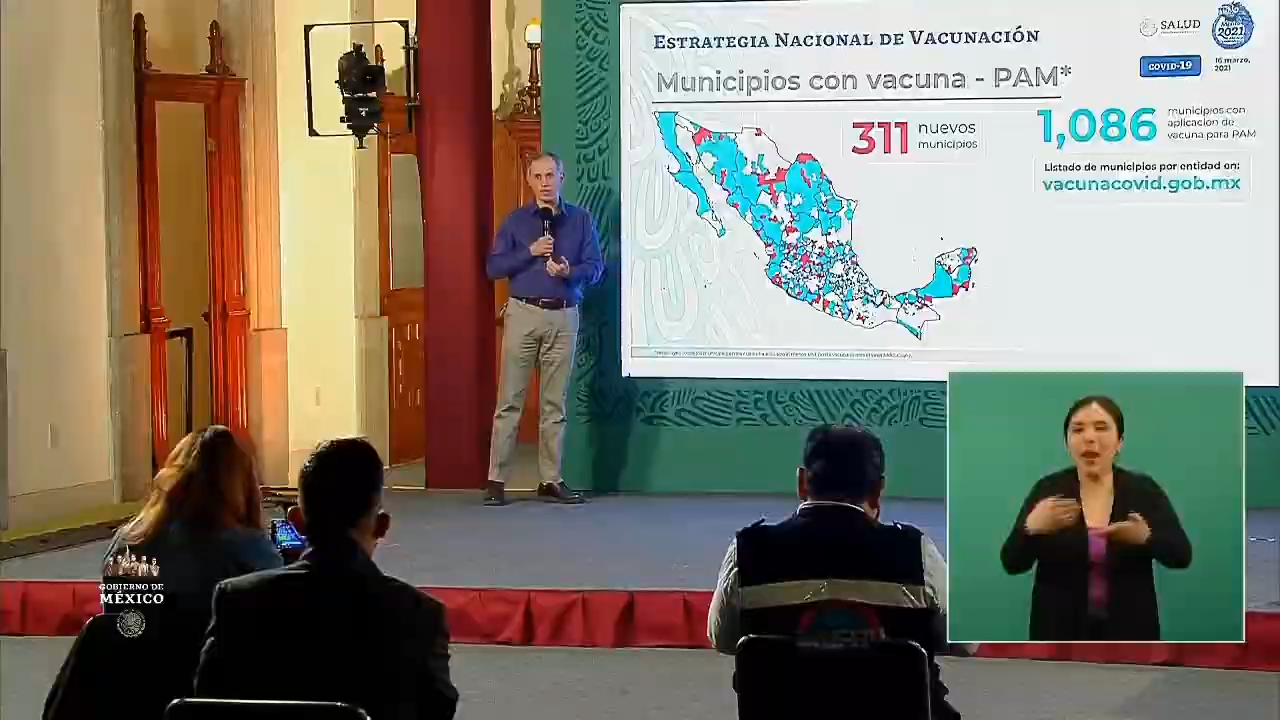 ESTRATEGIA NACIONAL DE VACUNACIÓN
SALUD
2021
COVID-19
16 marzo,
2021
Municipios con vacuna - PAM*
311 nuevos
municipios
1,086 municipios con
aplicación de
vacuna para PAM
Listado de municipios por entidad en:
vacunacovid.gob.mx
GOBIERNO DE
MÉXICO